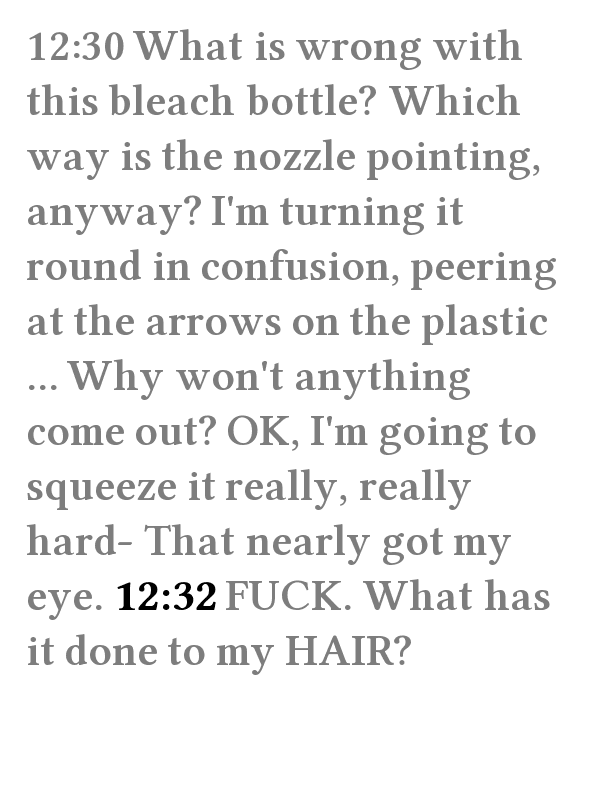 12:30 What is wrong with
this bleach bottle? Which
way is the nozzle pointing,
anyway? I'm turning it
round in confusion, peering
at the arrows on the plastic
... Why won't anything
come out? OK, I'm going to
squeeze it really, really
hard– That nearly got my
eye. 12:32 FUCK. What has
it done to my HAIR?